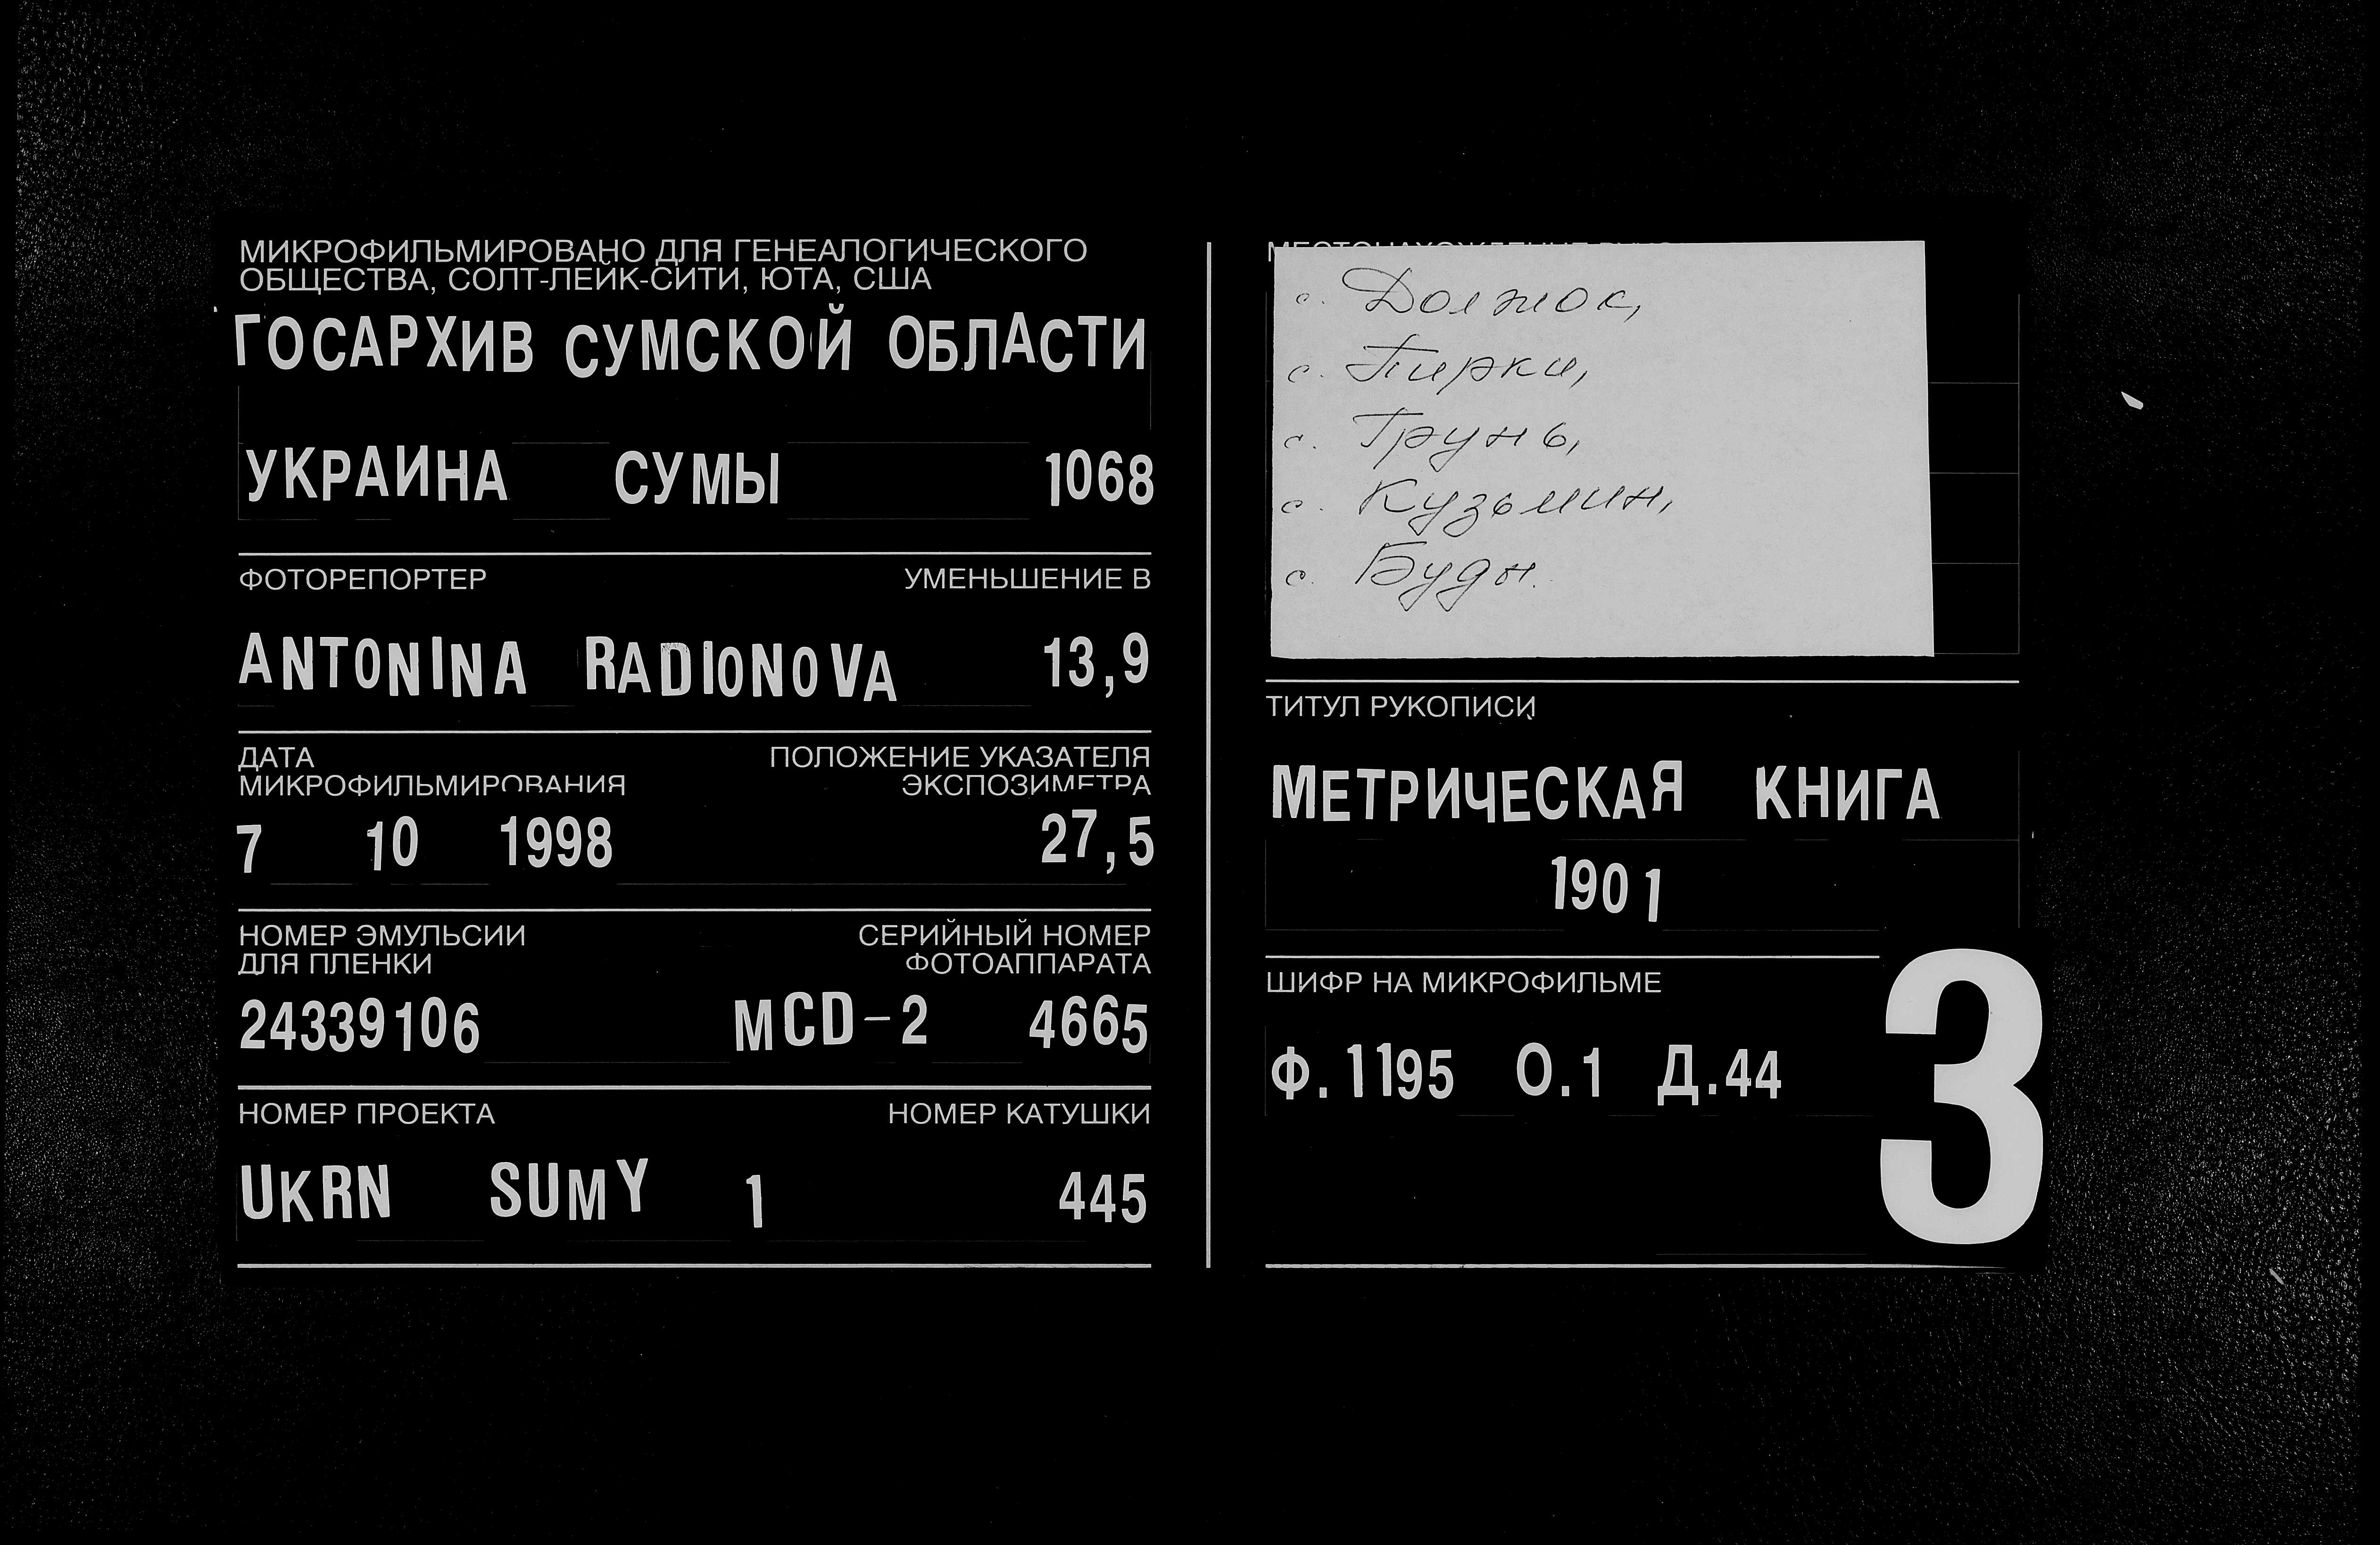 МИКРОФИЛЬМИРОВАНО ДЛЯ ГЕНЕАЛОГИЧЕСКОГО
ОБЩЕСТВА, СОЛТ-ЛЕЙК-СИТИ, ЮТА, США
ГОСАРХИВ СУМСКОЙ ОБЛАСТИ
УКРАИНА СУМЫ 1068
ФОТОРЕПОРТЕР УМЕНЬШЕНИЕ В
ANTONINA RADIONOVA 13,9
ДАТА ПОЛОЖЕНИЕ УКАЗАТЕЛЯ
МИКРОФИЛЬМИРОВАНИЯ ЭКСПОЗИМЕТРА
7 10 1998 27,5
НОМЕР ЭМУЛЬСИИ СЕРИЙНЫЙ НОМЕР
ДЛЯ ПЛЕНКИ ФОТОАППАРАТА
24339106 MCD-2 4665
НОМЕР ПРОЕКТА НОМЕР КАТУШКИ
UKRN SUMY 1 445
с. Должок,
с. Пирки,
с. Грунь,
с. Кузьмин,
с. Буды.
ТИТУЛ РУКОПИСИ
МЕТРИЧЕСКАЯ КНИГА
1901
ШИФР НА МИКРОФИЛЬМЕ
Ф.1195 О.1 Д.44
3